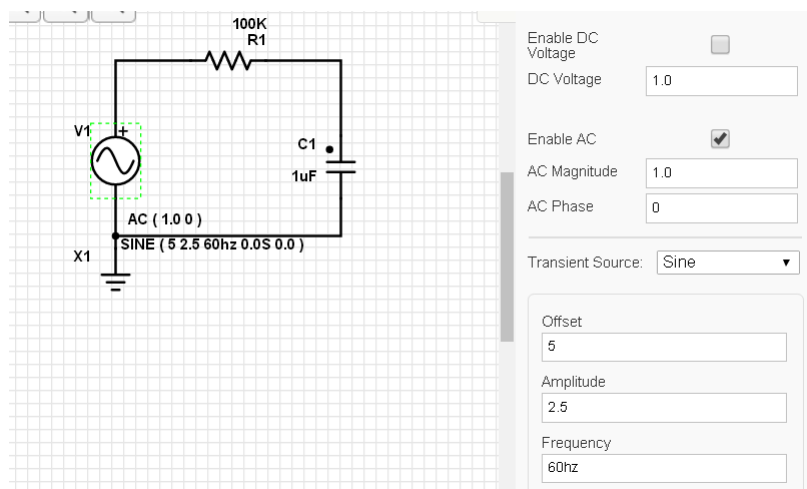 100K
R1
V1
+
C1
1uF
AC ( 1.0 0 )
SINE ( 5 2.5 60hz 0.0S 0.0 )
X1
Enable DC
Voltage
DC Voltage
1.0
Enable AC
AC Magnitude
1.0
AC Phase
0
Transient Source:
Sine
Offset
5
Amplitude
2.5
Frequency
60hz